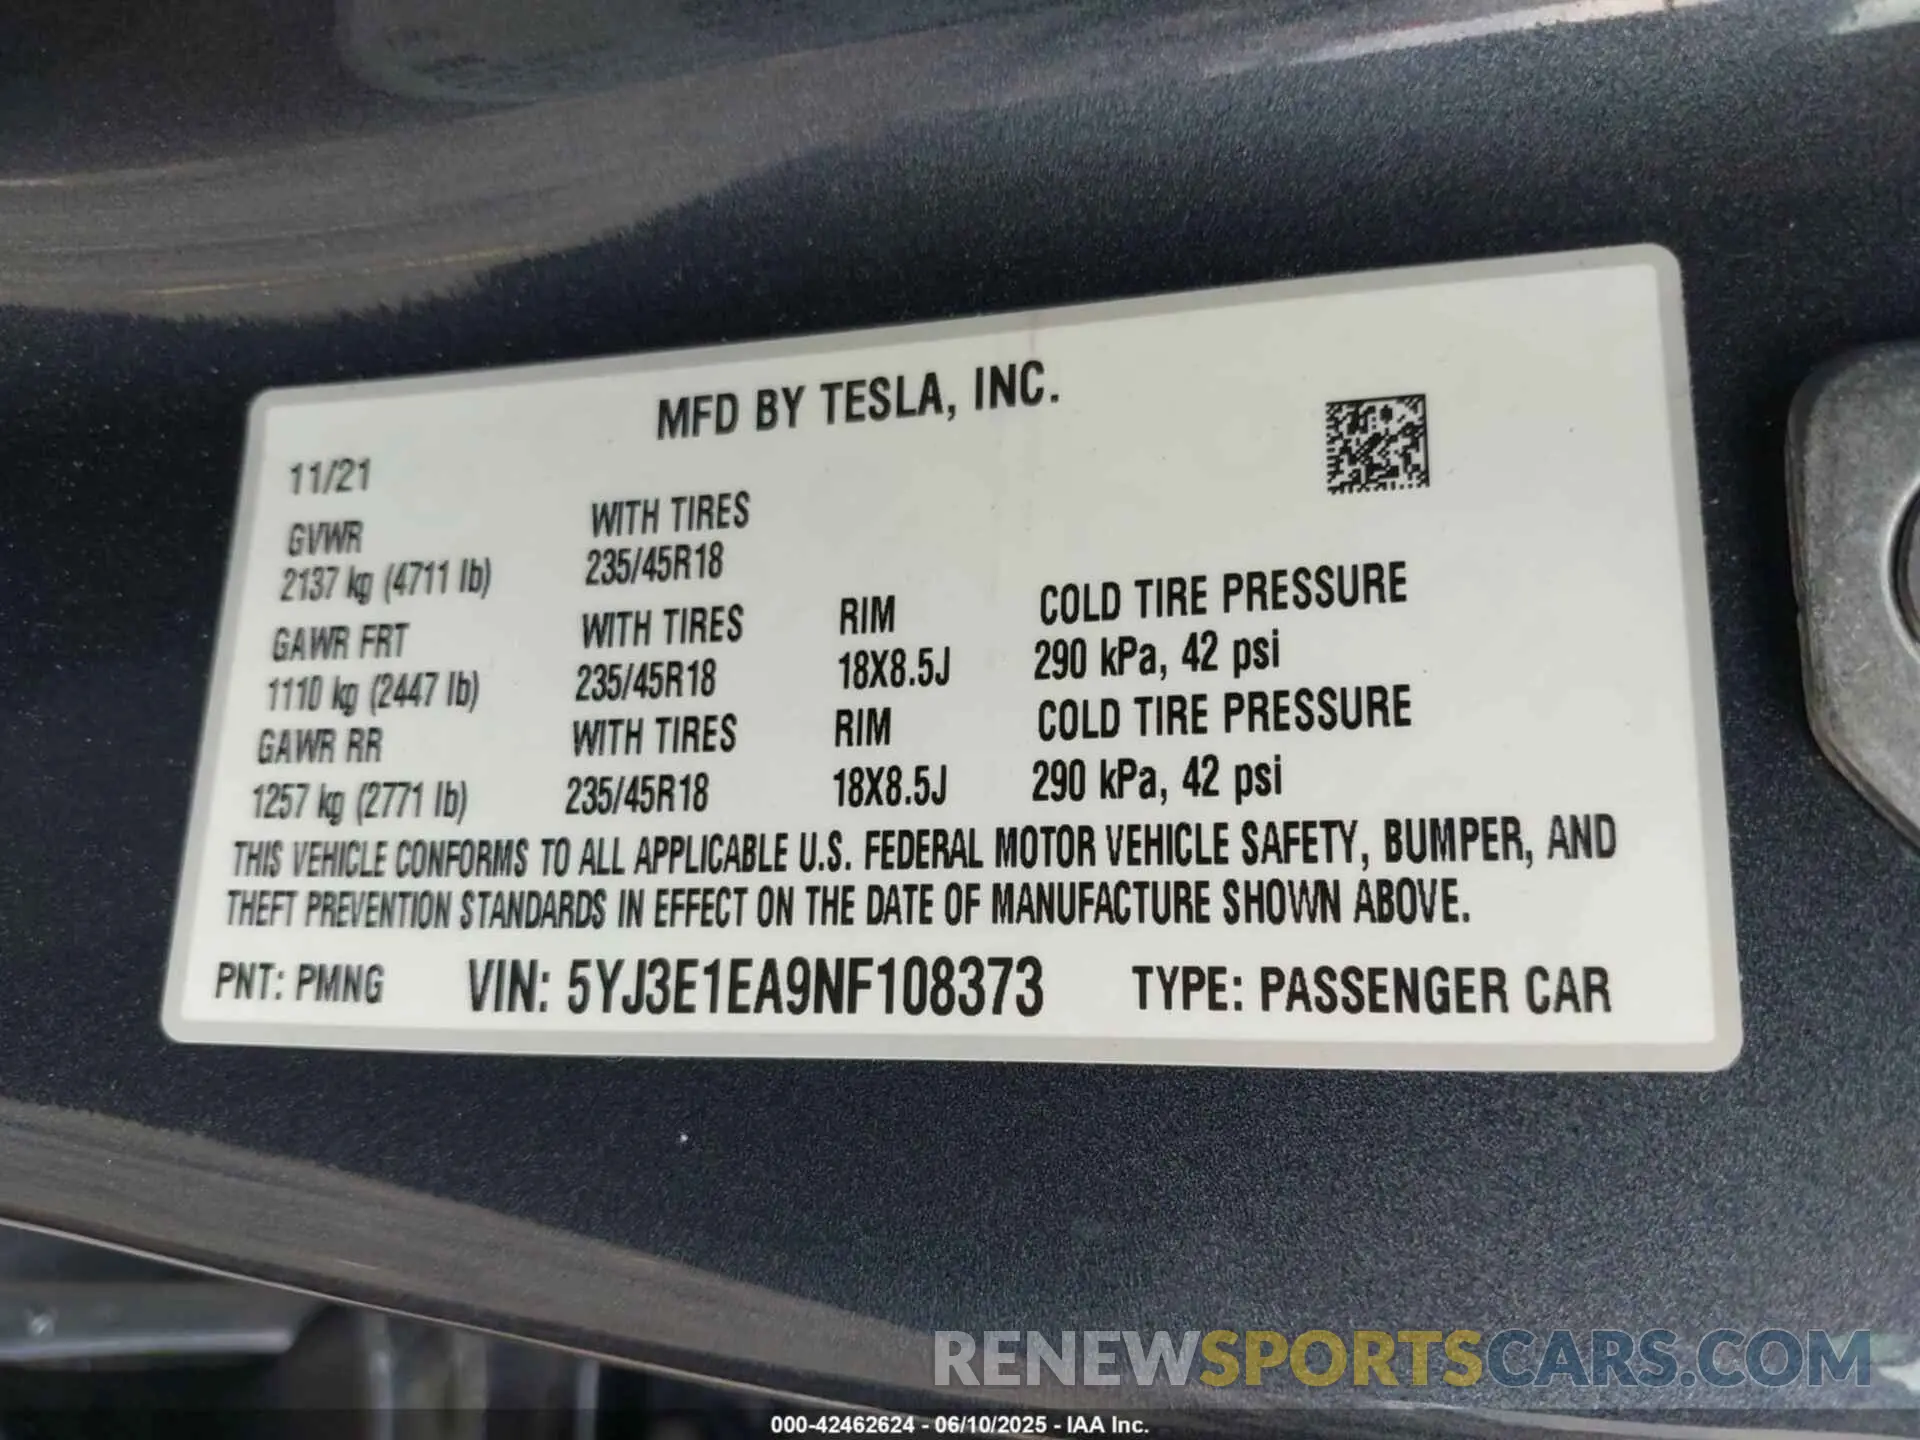 MFD BY TESLA, INC.
11/21
GVWR WITH TIRES
2137 kg (4711 lb) 235/45R18
GAWR FRT WITH TIRES RIM COLD TIRE PRESSURE
1110 kg (2447 lb) 235/45R18 18X8.5J 290 kPa, 42 psi
GAWR RR WITH TIRES RIM COLD TIRE PRESSURE
1257 kg (2771 lb) 235/45R18 18X8.5J 290 kPa, 42 psi
THIS VEHICLE CONFORMS TO ALL APPLICABLE U.S. FEDERAL MOTOR VEHICLE SAFETY, BUMPER, AND
THEFT PREVENTION STANDARDS IN EFFECT ON THE DATE OF MANUFACTURE SHOWN ABOVE.
PNT: PMNG VIN: 5YJ3E1EA9NF108373 TYPE: PASSENGER CAR
RENEWSPORTSCARS.COM
000-42462624 - 06/10/2025 - IAA Inc.